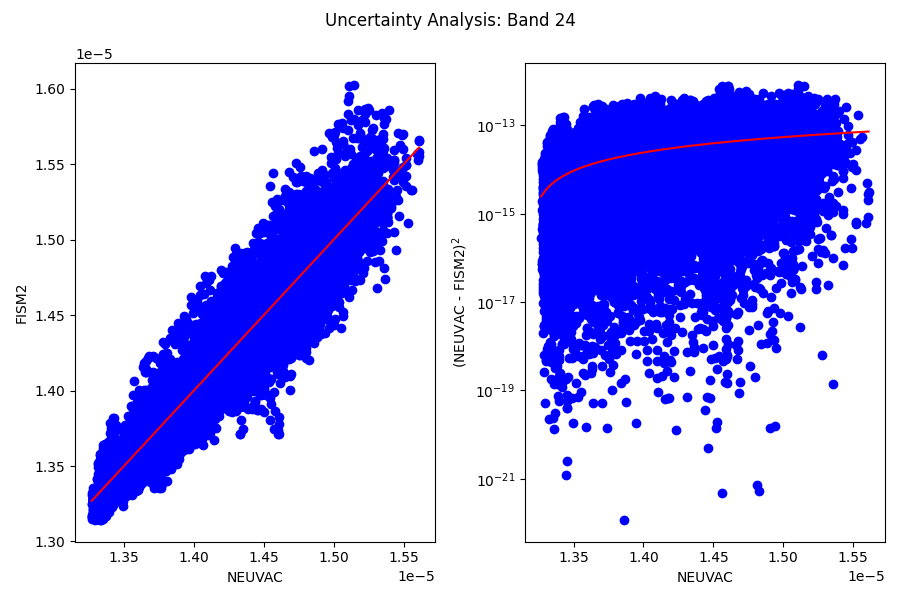 Uncertainty Analysis: Band 24
1e−5
1.60
1.55
1.50
1.45
1.40
1.35
1.30
FISM2
1.35 1.40 1.45 1.50 1.55
1e−5
NEUVAC
10⁻¹³
10⁻¹⁵
10⁻¹⁷
10⁻¹⁹
10⁻²¹
(NEUVAC - FISM2)²
1.35 1.40 1.45 1.50 1.55
1e−5
NEUVAC